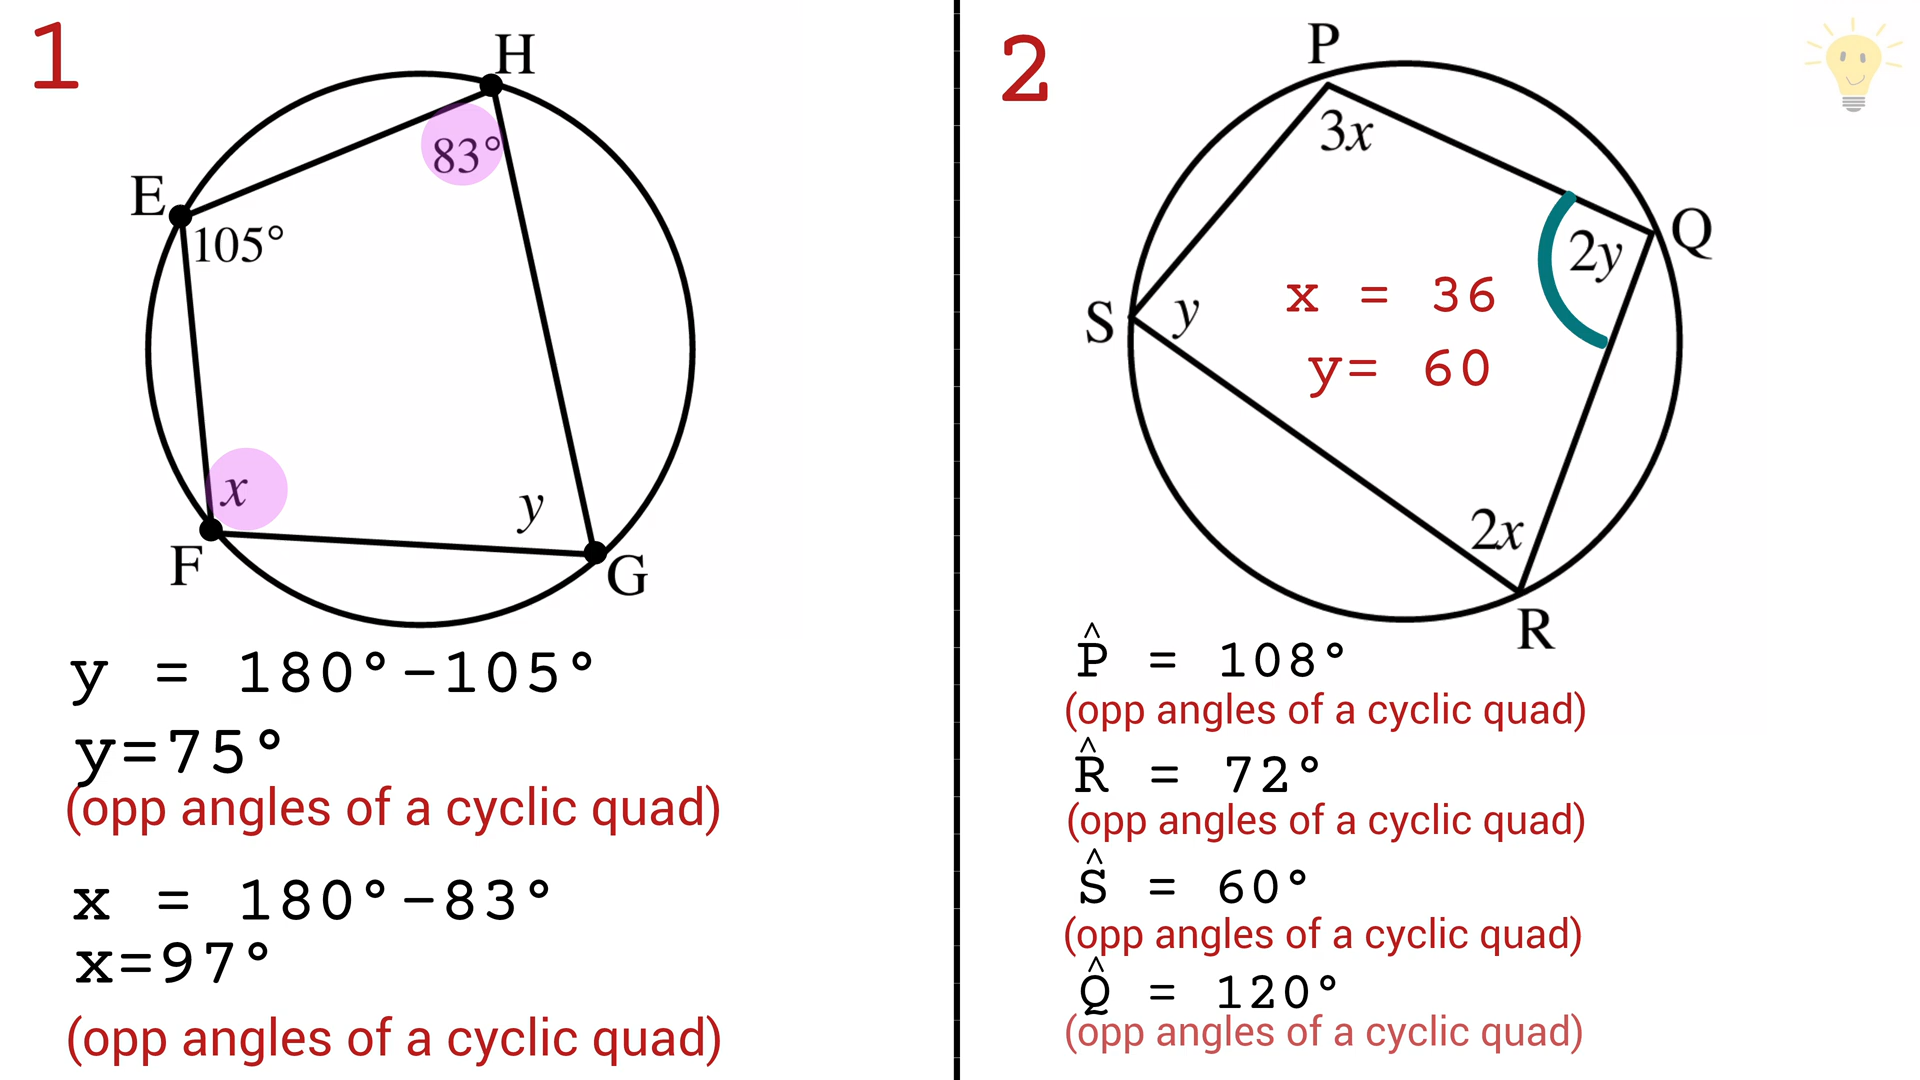 1
H
83°
E
105°
x
y
F
G
y = 180°-105°
y=75°
(opp angles of a cyclic quad)
x = 180°-83°
x=97°
(opp angles of a cyclic quad)
2
P
3x
Q
2y
S
y
x = 36
y= 60
2x
R
P̂ = 108°
(opp angles of a cyclic quad)
R̂ = 72°
(opp angles of a cyclic quad)
Ŝ = 60°
(opp angles of a cyclic quad)
Q̂ = 120°
(opp angles of a cyclic quad)